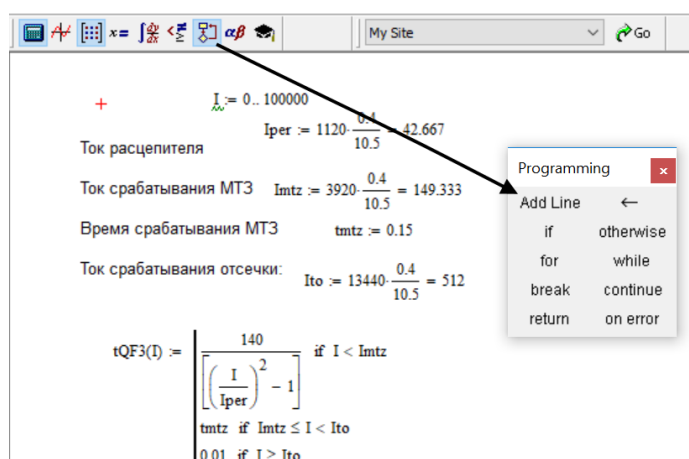 x= ∫ dy/dx <≠≥ αβ My Site Go
I := 0.. 100000
Iper := 1120·0.4/10.5 = 42.667
Ток расцепителя
Ток срабатывания МТЗ Imtz := 3920·0.4/10.5 = 149.333
Время срабатывания МТЗ tmtz := 0.15
Ток срабатывания отсечки: Ito := 13440·0.4/10.5 = 512
Programming x
Add Line ←
if otherwise
for while
break continue
return on error
tQF3(I) := 140/[(I/Iper)^2 − 1] if I < Imtz
tmtz if Imtz ≤ I < Ito
0.01 if I ≥ Ito